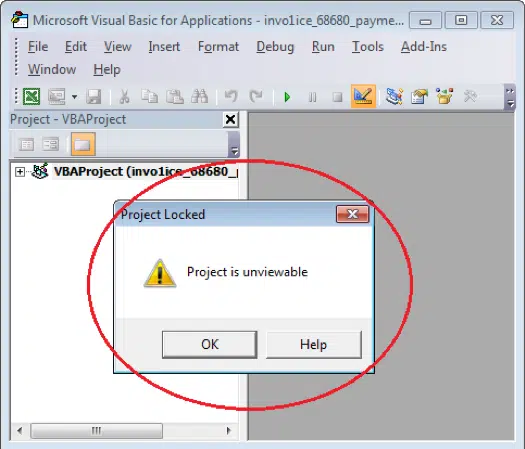 Microsoft Visual Basic for Applications - invo1ice_68680_payme...
File Edit View Insert Format Debug Run Tools Add-Ins
Window Help
Project - VBAProject
VBAProject (invo1ice_68680_p
Project Locked
Project is unviewable
OK Help